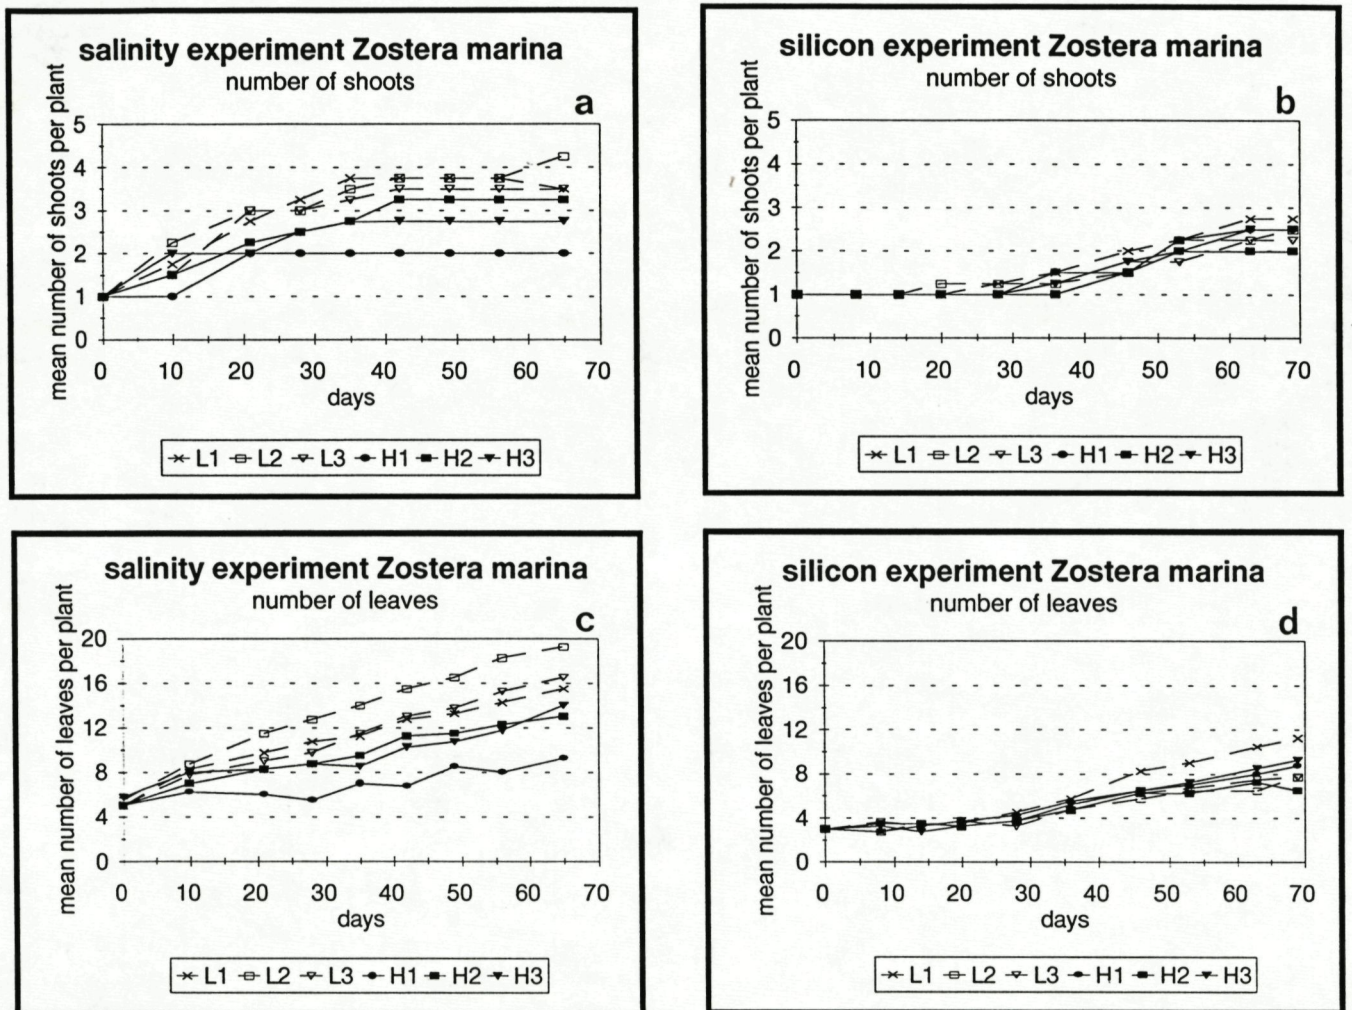 salinity experiment Zostera marina
number of shoots
a
mean number of shoots per plant
5
4
3
2
1
0
0 10 20 30 40 50 60 70
days
L1 L2 L3 H1 H2 H3
silicon experiment Zostera marina
number of shoots
b
mean number of shoots per plant
5
4
3
2
1
0
0 10 20 30 40 50 60 70
days
L1 L2 L3 H1 H2 H3
salinity experiment Zostera marina
number of leaves
c
mean number of leaves per plant
20
16
12
8
4
0
0 10 20 30 40 50 60 70
days
L1 L2 L3 H1 H2 H3
silicon experiment Zostera marina
number of leaves
d
mean number of leaves per plant
20
16
12
8
4
0
0 10 20 30 40 50 60 70
days
L1 L2 L3 H1 H2 H3